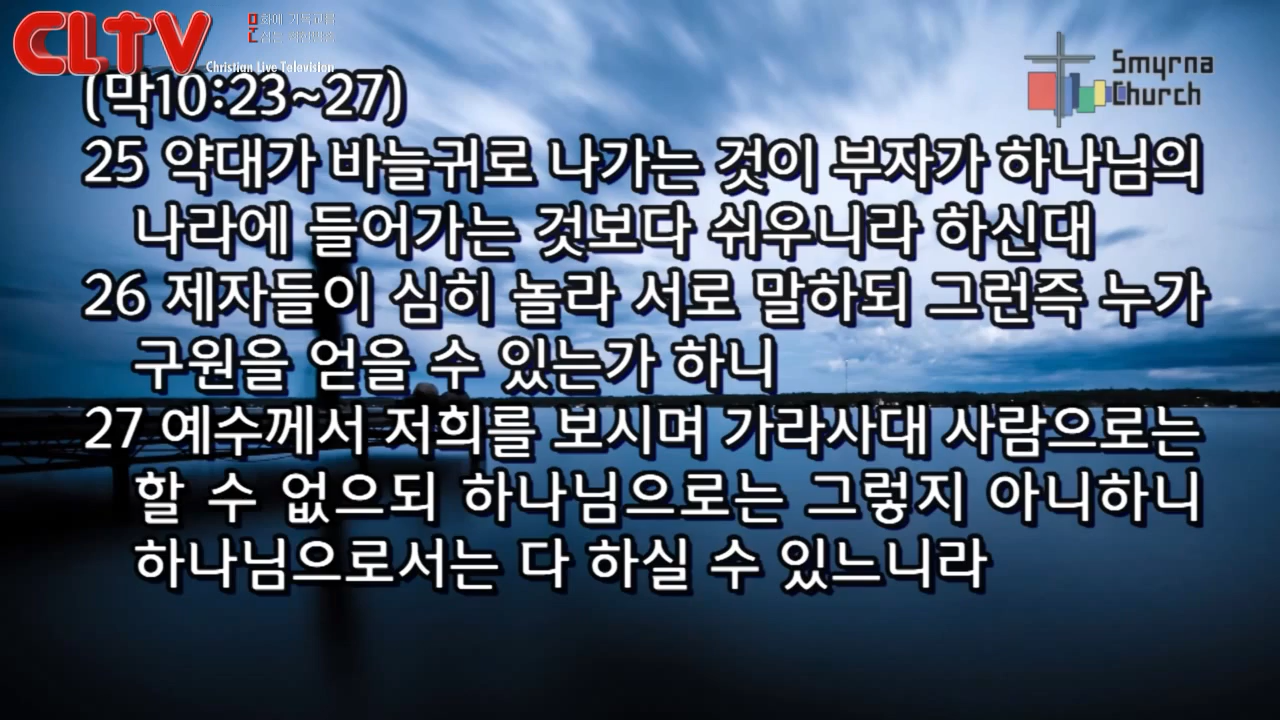 CLTV
Christian Live Television
Smyrna
Church
(막10:23~27)
25 약대가 바늘귀로 나가는 것이 부자가 하나님의
나라에 들어가는 것보다 쉬우니라 하신대
26 제자들이 심히 놀라 서로 말하되 그런즉 누가
구원을 얻을 수 있는가 하니
27 예수께서 저희를 보시며 가라사대 사람으로는
할 수 없으되 하나님으로는 그렇지 아니하니
하나님으로서는 다 하실 수 있느니라